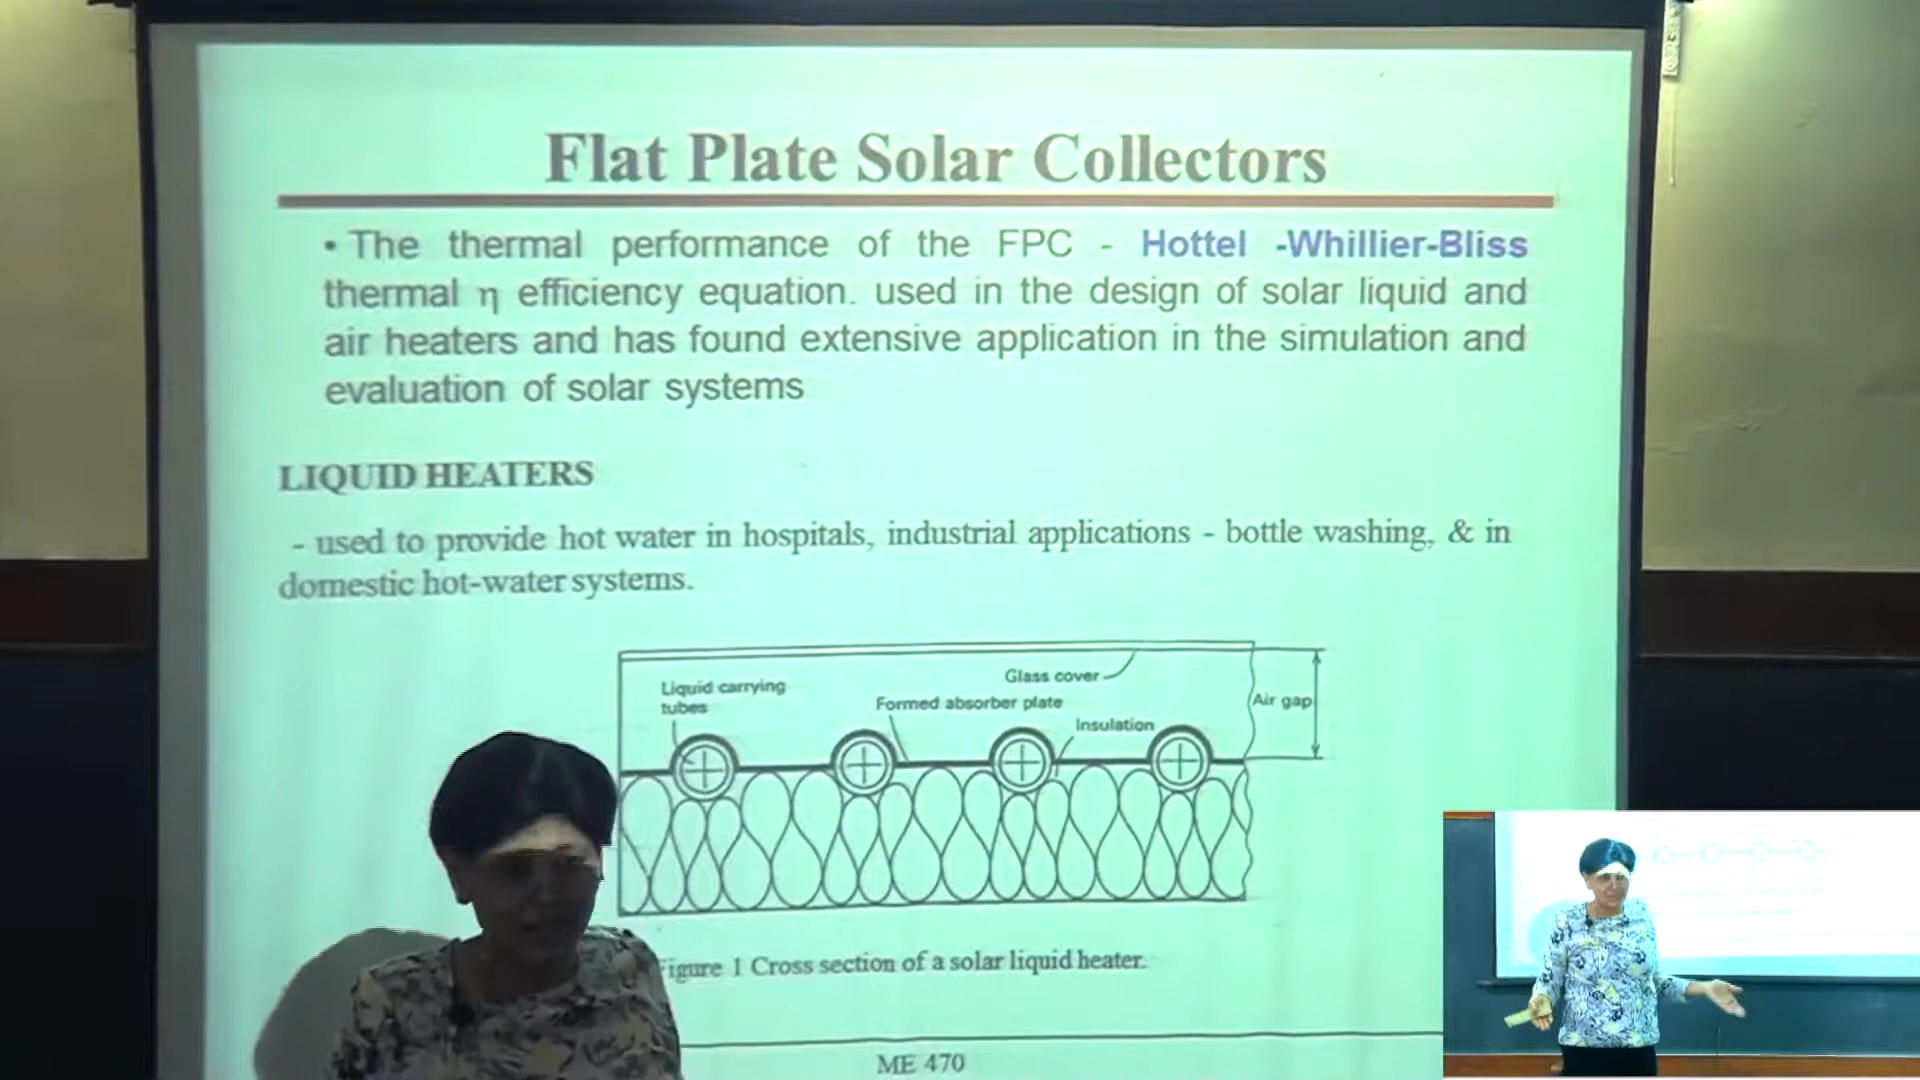 Flat Plate Solar Collectors
• The thermal performance of the FPC - Hottel -Whillier-Bliss
thermal η efficiency equation. used in the design of solar liquid and
air heaters and has found extensive application in the simulation and
evaluation of solar systems
LIQUID HEATERS
- used to provide hot water in hospitals, industrial applications - bottle washing, & in
domestic hot-water systems.
Glass cover
Liquid carrying
tubes
Formed absorber plate
Air gap
Insulation
igure 1 Cross section of a solar liquid heater.
ME 470